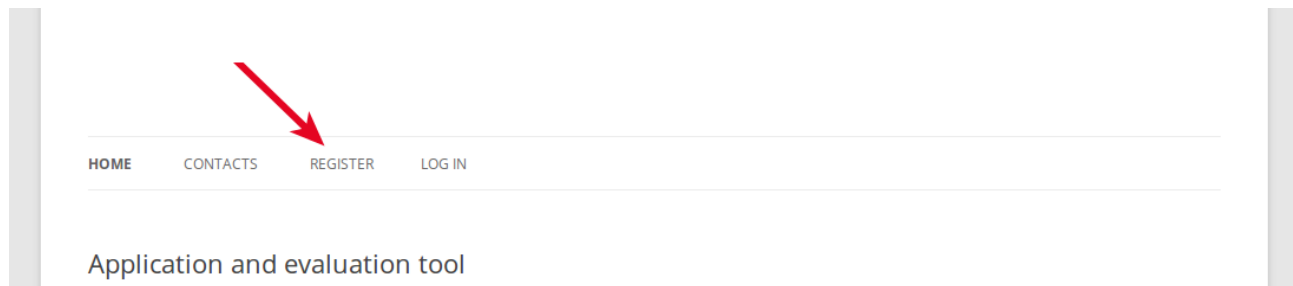 HOME CONTACTS REGISTER LOG IN
Application and evaluation tool